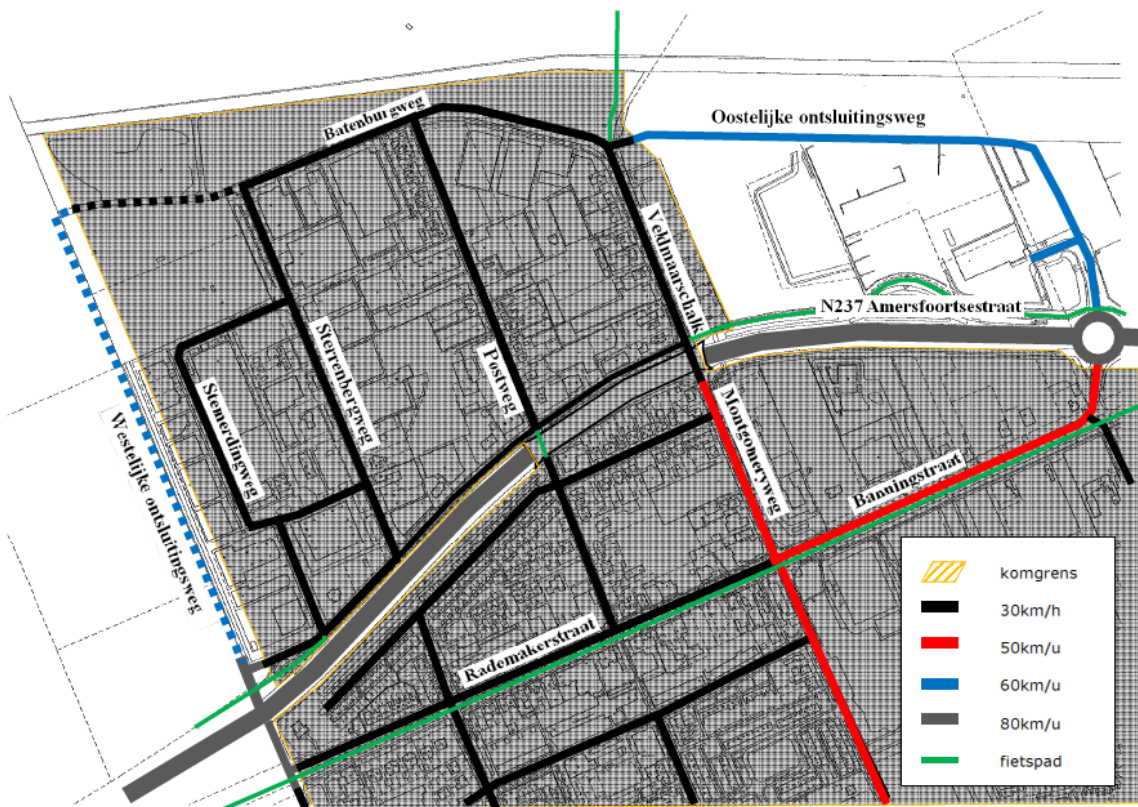 Batenburgweg
Oostelijke ontsluitingsweg
Veldmaarschalk
N237 Amersfoortsestraat
Sterrenbergweg
Postweg
Stemerdingweg
Westelijke ontsluitingsweg
Montgomeryweg
Banningstraat
Rademakerstraat
komgrens
30km/h
50km/u
60km/u
80km/u
fietspad